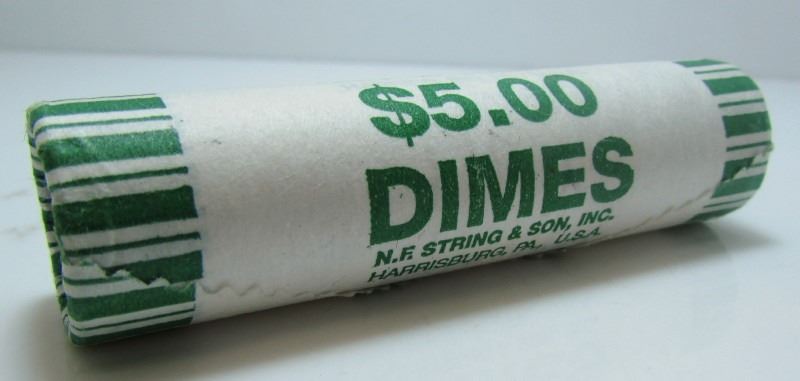 $5.00
DIMES
N.F. STRING & SON, INC.
HARRISBURG, PA. U.S.A.